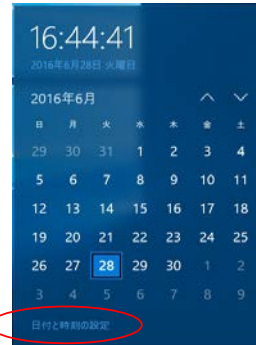 16:44:41
2016年6月28日 火曜日
2016年6月
日 月 火 水 木 金 土
29 30 31 1 2 3 4
5 6 7 8 9 10 11
12 13 14 15 16 17 18
19 20 21 22 23 24 25
26 27 28 29 30 1 2
3 4 5 6 7 8 9
日付と時刻の設定